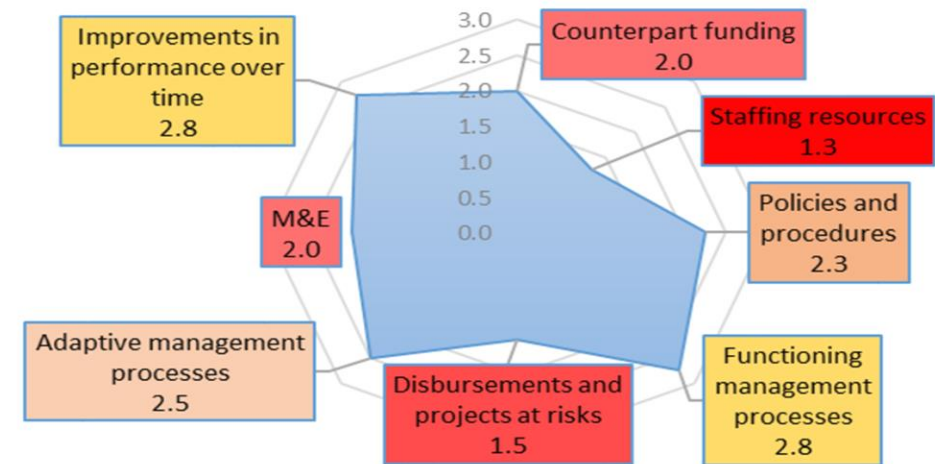 3.0
2.5
2.0
1.5
1.0
0.5
0.0
Counterpart funding
2.0
Staffing resources
1.3
Policies and
procedures
2.3
Functioning
management
processes
2.8
Disbursements and
projects at risks
1.5
Adaptive management
processes
2.5
M&E
2.0
Improvements in
performance over
time
2.8